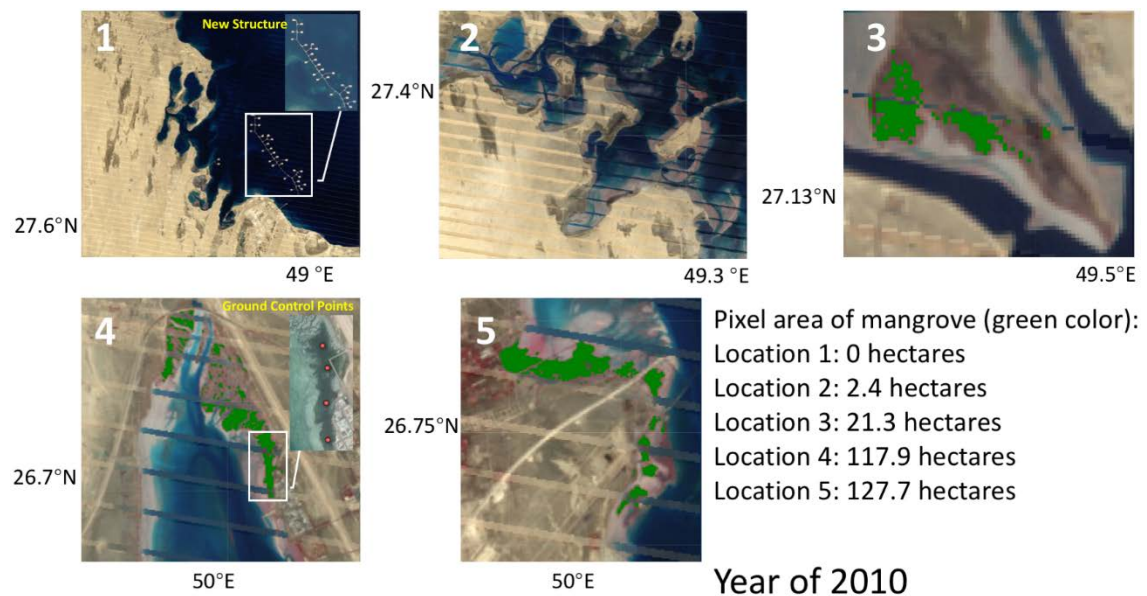 New Structure
1
27.6°N
49 °E
2
27.4°N
49.3 °E
3
27.13°N
49.5°E
Ground Control Points
4
26.7°N
50°E
5
26.75°N
50°E
Pixel area of mangrove (green color):
Location 1: 0 hectares
Location 2: 2.4 hectares
Location 3: 21.3 hectares
Location 4: 117.9 hectares
Location 5: 127.7 hectares
Year of 2010